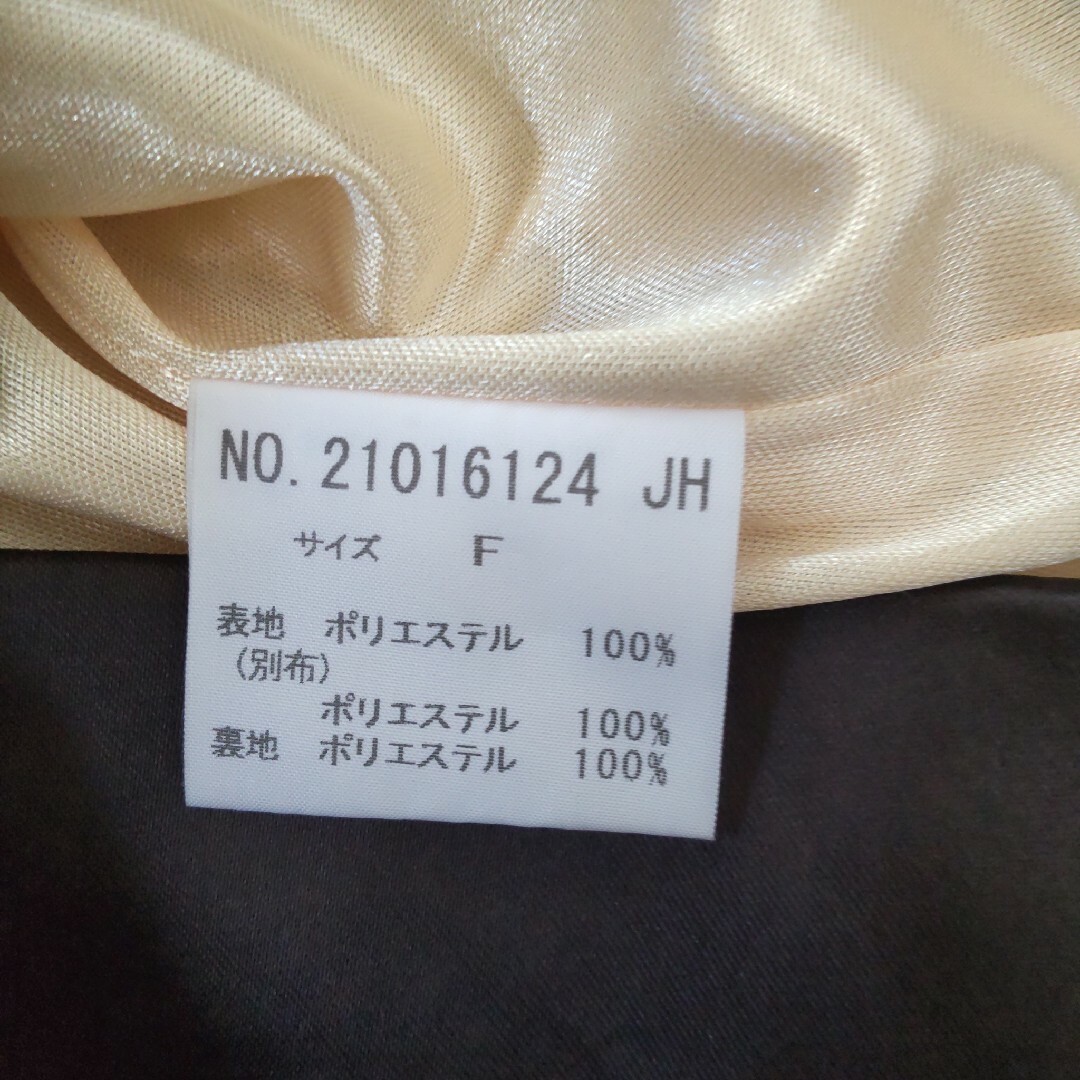 NO.21016124 JH
サイズ F
表地 ポリエステル 100%
(別布)
ポリエステル 100%
裏地 ポリエステル 100%